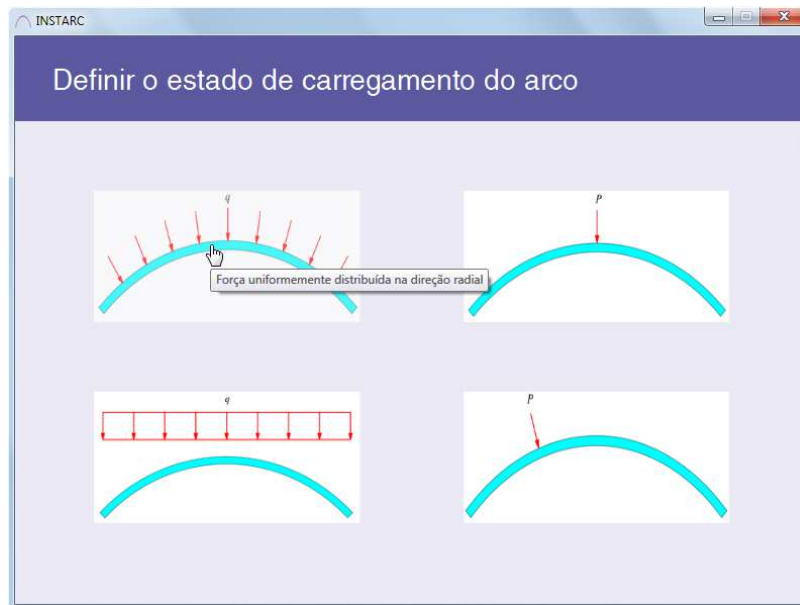 INSTARC
Definir o estado de carregamento do arco
q
P
Força uniformemente distribuída na direção radial
q
P